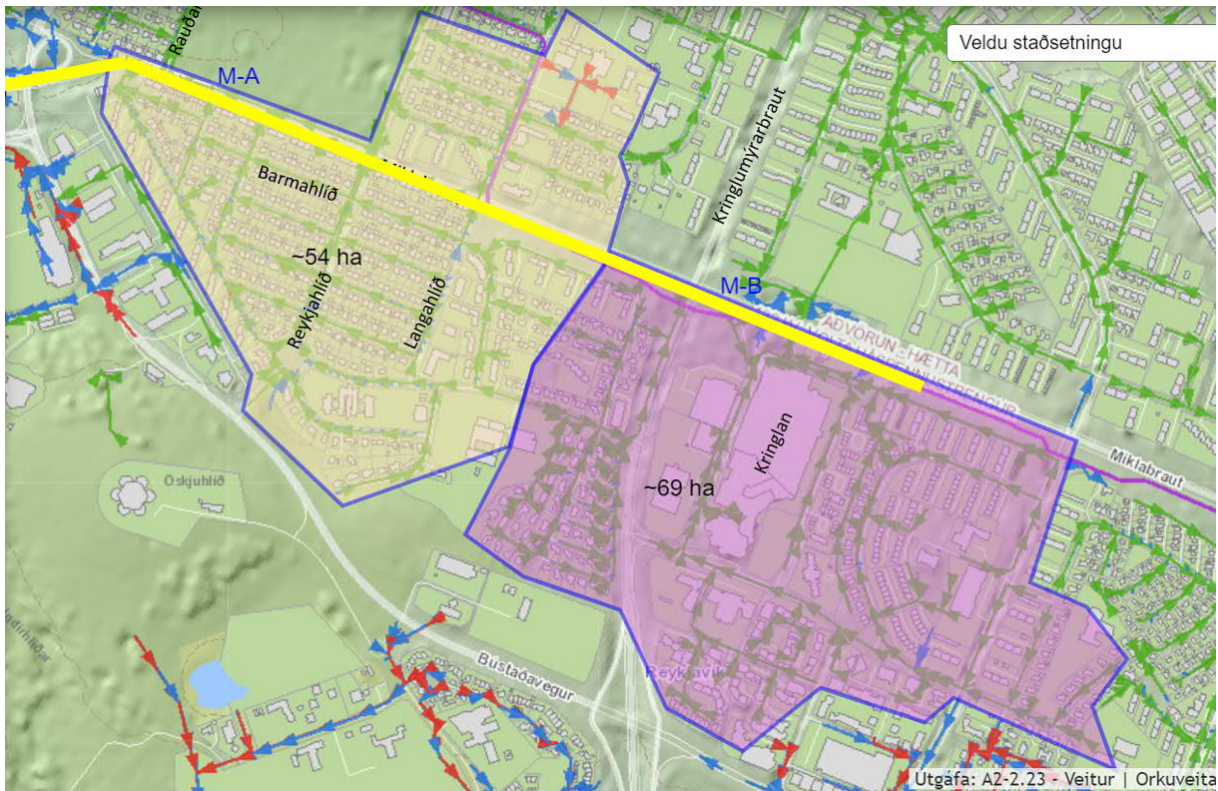 Veldu staðsetningu
Rauðar
M-A
Kringlumýrarbraut
Barmahlíð
~54 ha
Reykjahlíð
Langahlíð
M-B
AÐVÖRUN - HÆTTA
Kringlan
Miklabraut
~69 ha
Öskjuhlíð
Bústaðavegur
Reykjavík
Útgáfa: A2-2.23 - Veitur | Orkuveita